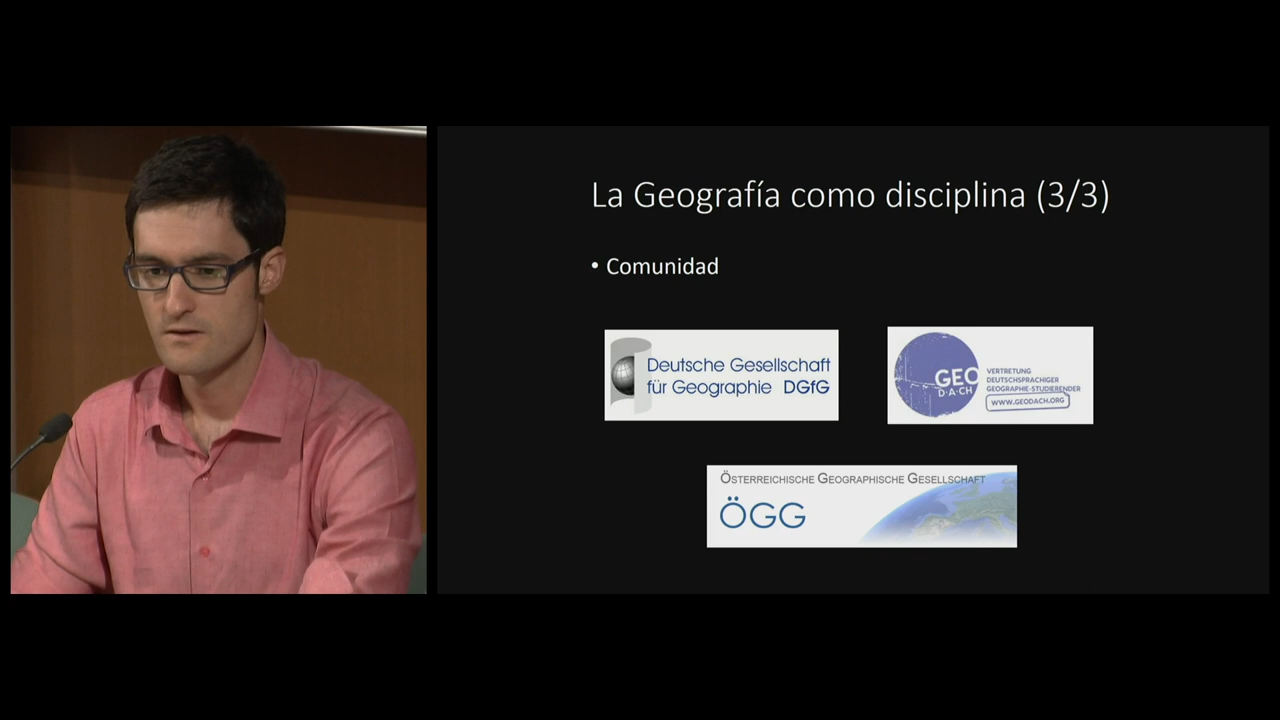 La Geografía como disciplina (3/3)
• Comunidad
Deutsche Gesellschaft
für Geographie DGfG
GEO
D·A·CH
VERTRETUNG
DEUTSCHSPRACHIGER
GEOGRAPHIE-STUDIERENDER
WWW.GEODACH.ORG
ÖSTERREICHISCHE GEOGRAPHISCHE GESELLSCHAFT
ÖGG